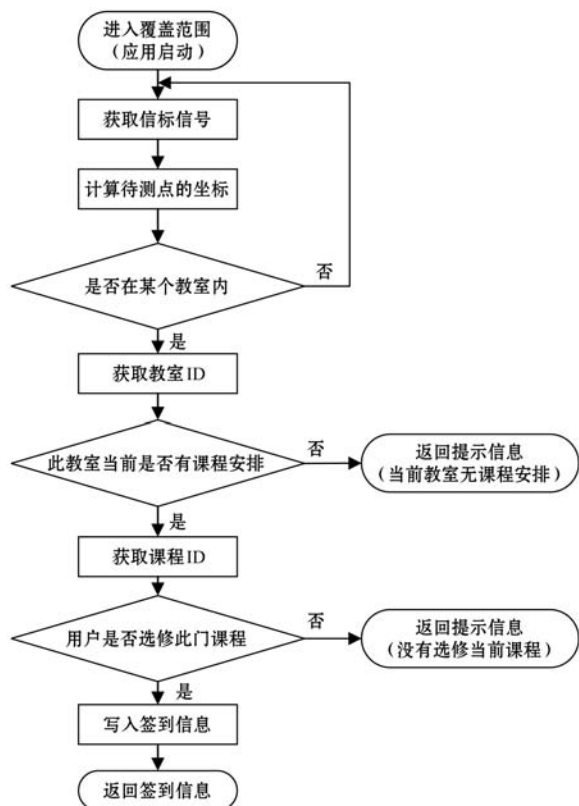 进入覆盖范围
（应用启动）
获取信标信号
计算待测点的坐标
是否在某个教室内
否
是
获取教室ID
此教室当前是否有课程安排
否
返回提示信息
（当前教室无课程安排）
是
获取课程ID
用户是否选修此门课程
否
返回提示信息
（没有选修当前课程）
是
写入签到信息
返回签到信息